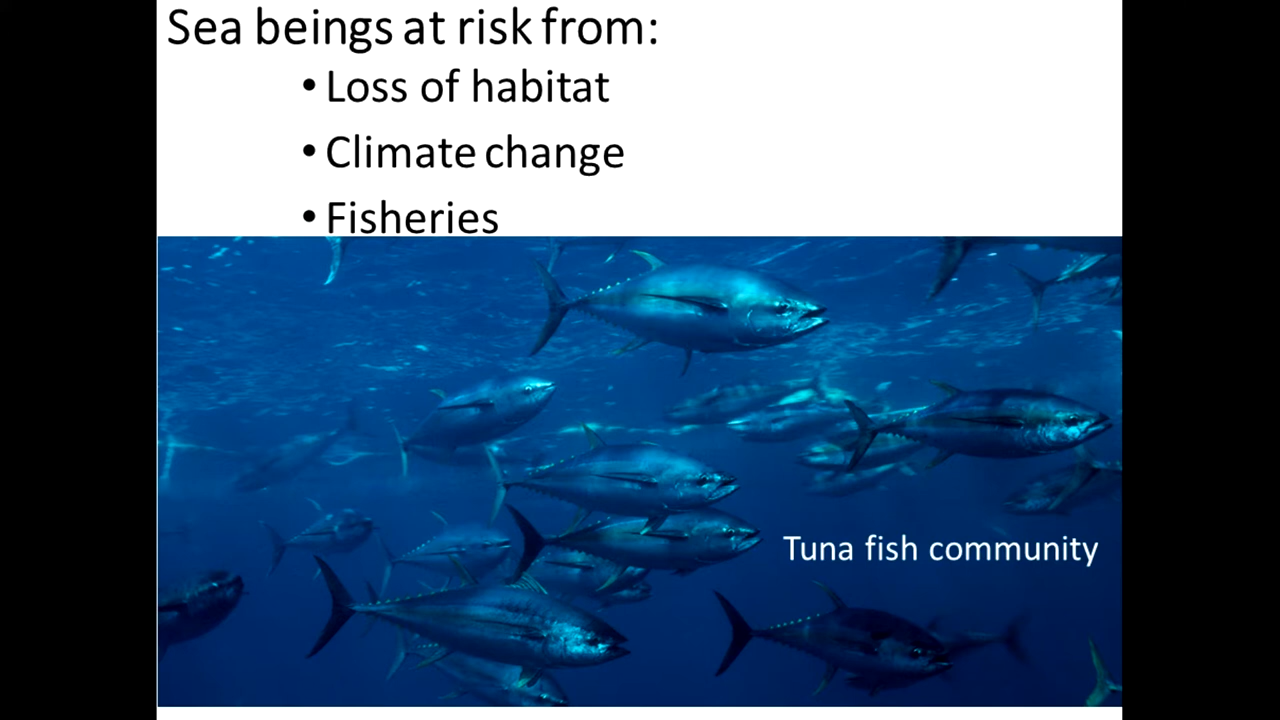 Sea beings at risk from:
• Loss of habitat
• Climate change
• Fisheries
Tuna fish community